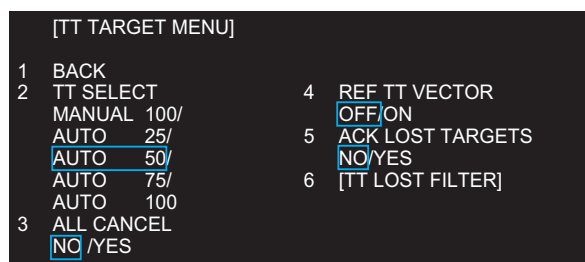 [TT TARGET MENU]
1 BACK
2 TT SELECT
MANUAL 100/
AUTO 25/
AUTO 50/
AUTO 75/
AUTO 100
3 ALL CANCEL
NO /YES
4 REF TT VECTOR
OFF/ON
5 ACK LOST TARGETS
NO/YES
6 [TT LOST FILTER]